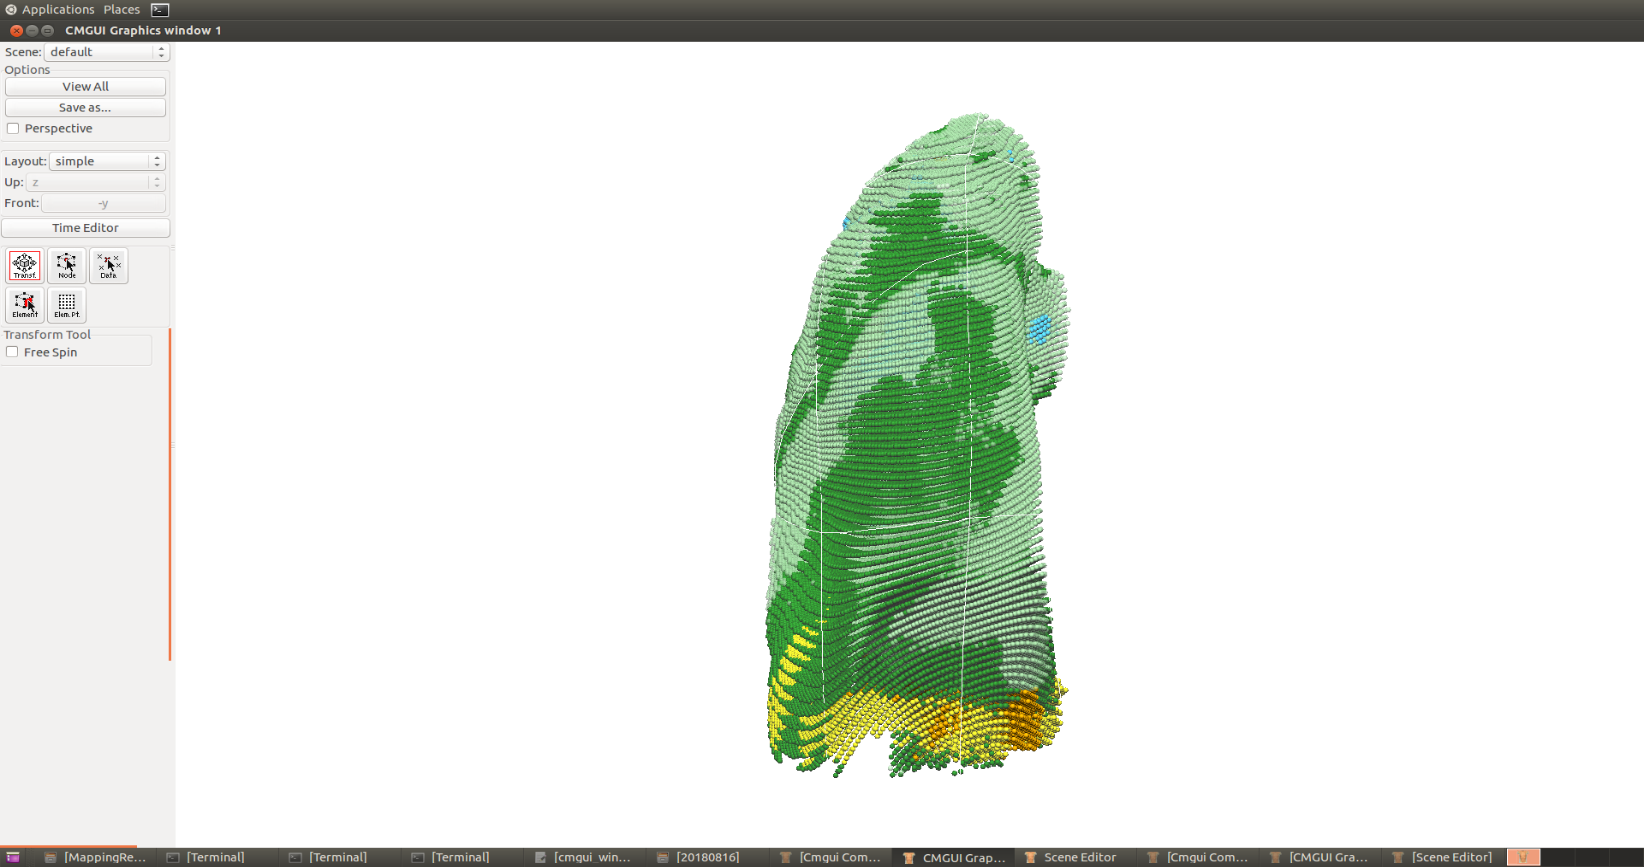 Applications Places
CMGUI Graphics window 1
Scene: default
Options
View All
Save as...
Perspective
Layout: simple
Up: z
Front: -y
Time Editor
Transf. Node Data
Element Elem. Pt.
Transform Tool
Free Spin
[MappingRe... [Terminal] [Terminal] [Terminal] [cmgui_win... [20180816] [Cmgui Com... CMGUI Grap... Scene Editor [Cmgui Com... [CMGUI Gra... [Scene Editor]